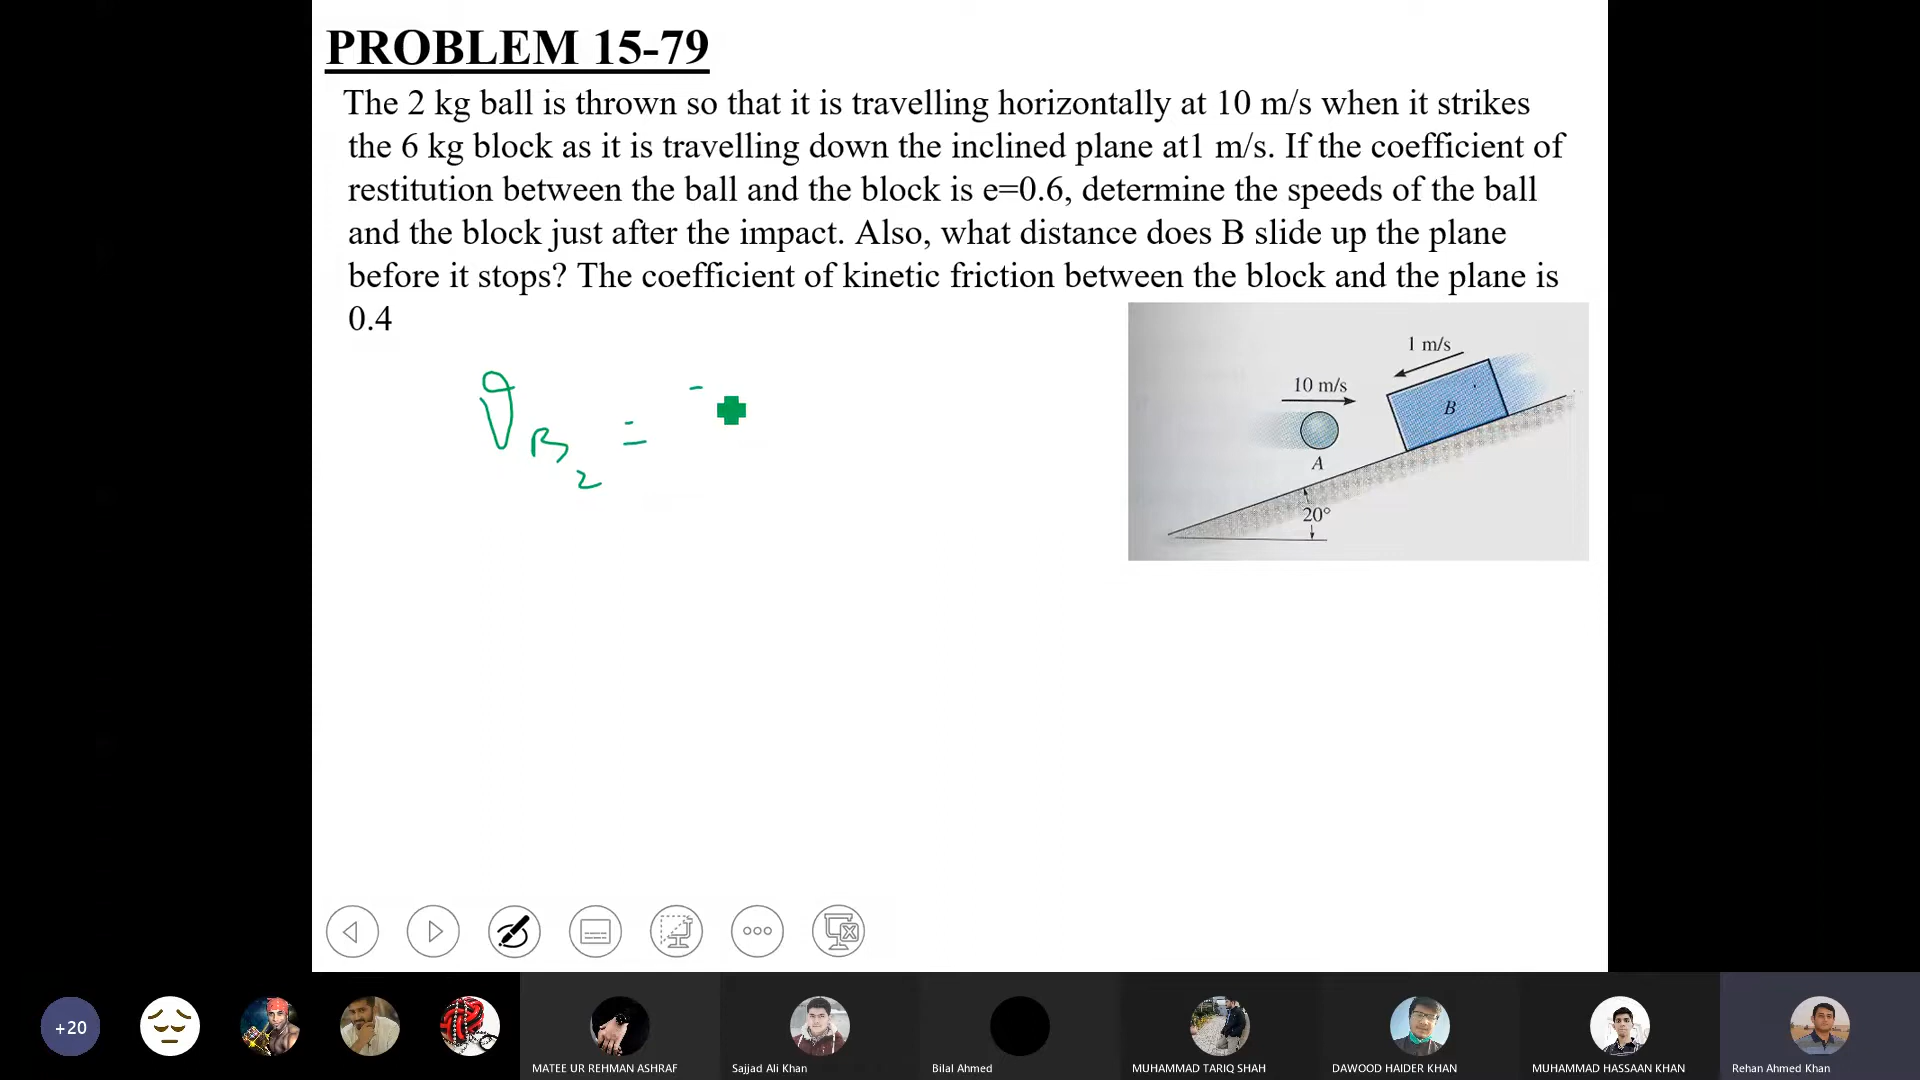 PROBLEM 15-79
The 2 kg ball is thrown so that it is travelling horizontally at 10 m/s when it strikes
the 6 kg block as it is travelling down the inclined plane at1 m/s. If the coefficient of
restitution between the ball and the block is e=0.6, determine the speeds of the ball
and the block just after the impact. Also, what distance does B slide up the plane
before it stops? The coefficient of kinetic friction between the block and the plane is
0.4
1 m/s
10 m/s
B
A
20°
v B 2 = -
+20
MATEE UR REHMAN ASHRAF
Sajjad Ali Khan
Bilal Ahmed
MUHAMMAD TARIQ SHAH
DAWOOD HAIDER KHAN
MUHAMMAD HASSAAN KHAN
Rehan Ahmed Khan